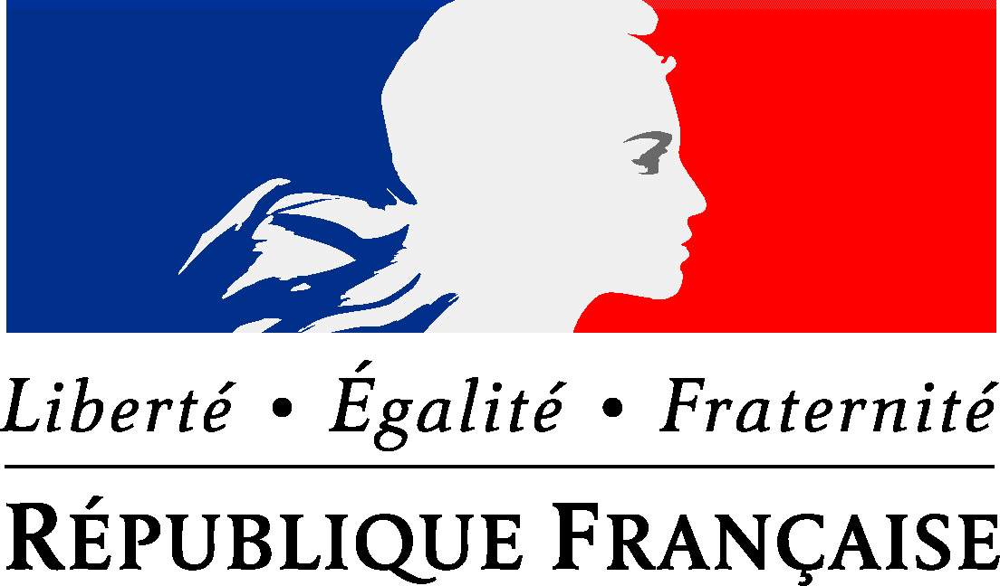 Liberté • Égalité • Fraternité
RÉPUBLIQUE FRANÇAISE